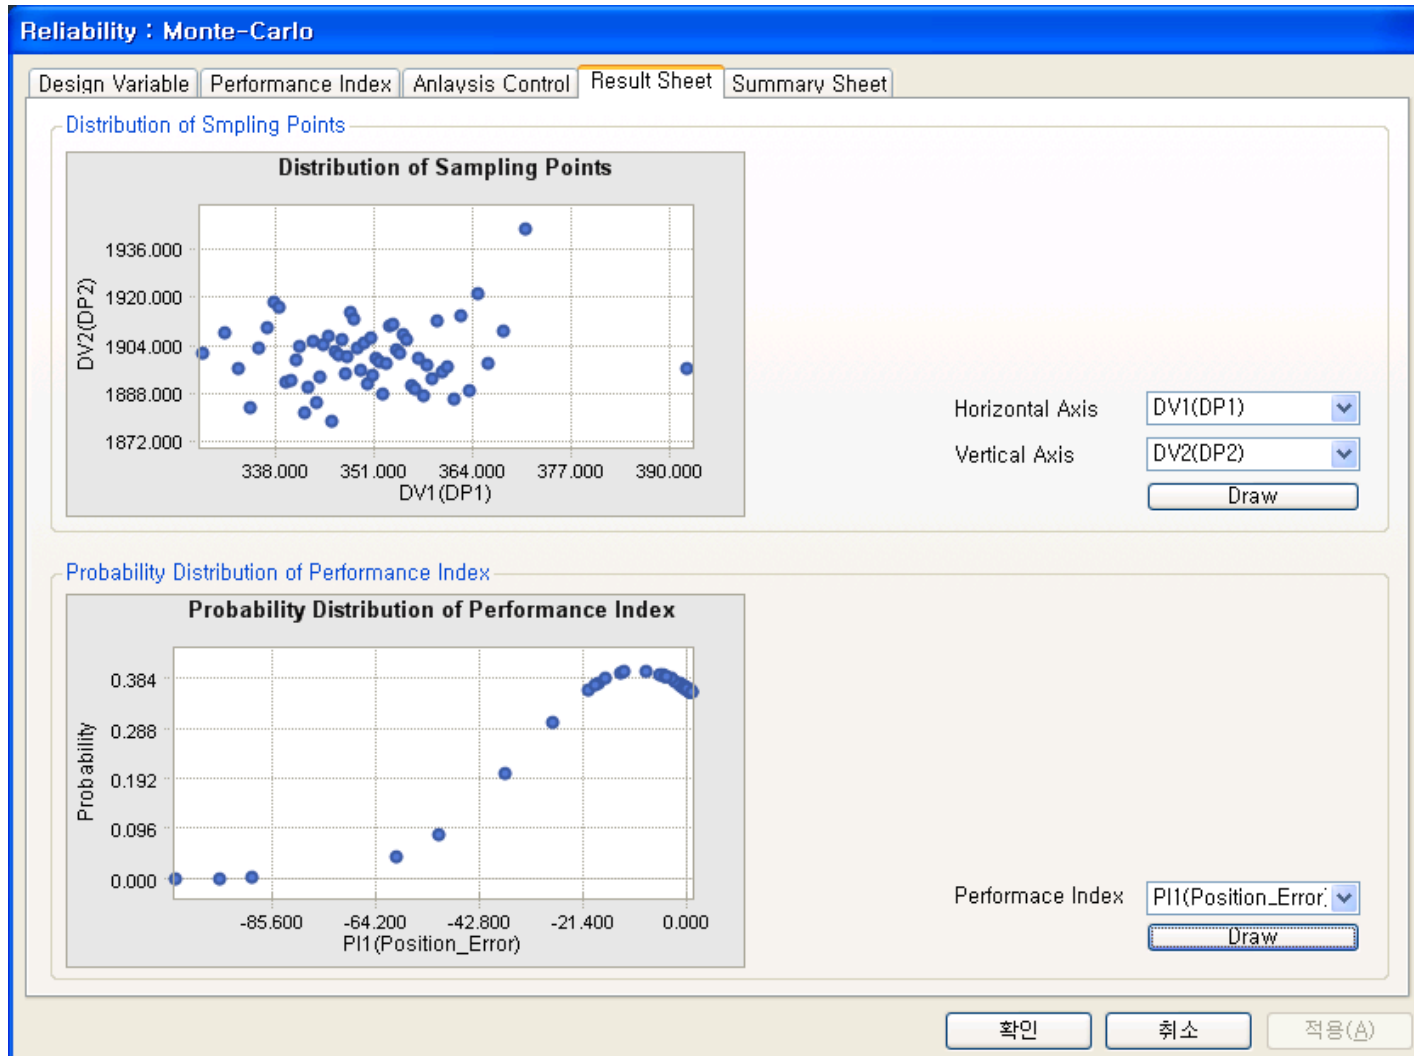 Reliability : Monte-Carlo
Design Variable Performance Index Anlaysis Control Result Sheet Summary Sheet
Distribution of Smpling Points
Distribution of Sampling Points
DV2(DP2)
1936.000
1920.000
1904.000
1888.000
1872.000
338.000 351.000 364.000 377.000 390.000
DV1(DP1)
Horizontal Axis DV1(DP1)
Vertical Axis DV2(DP2)
Draw
Probability Distribution of Performance Index
Probability Distribution of Performance Index
Probability
0.384
0.288
0.192
0.096
0.000
-85.600 -64.200 -42.800 -21.400 0.000
PI1(Position_Error)
Performace Index PI1(Position_Error)
Draw
확인 취소 적용(A)